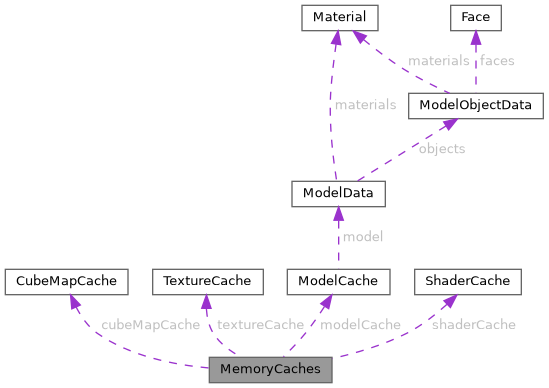 Material
Face
materials
faces
ModelObjectData
materials
objects
ModelData
model
CubeMapCache
TextureCache
ModelCache
ShaderCache
cubeMapCache
textureCache
modelCache
shaderCache
MemoryCaches